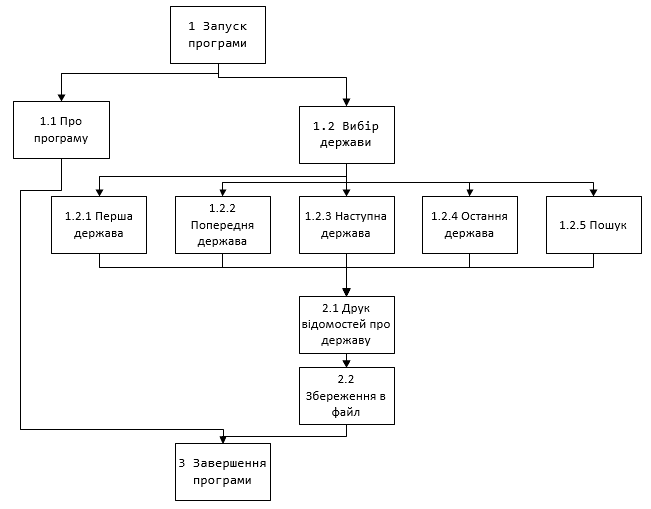 1 Запуск
програми
1.1 Про
програму
1.2 Вибір
держави
1.2.1 Перша
держава
1.2.2
Попередня
держава
1.2.3 Наступна
держава
1.2.4 Остання
держава
1.2.5 Пошук
2.1 Друк
відомостей про
державу
2.2
Збереження в
файл
3 Завершення
програми